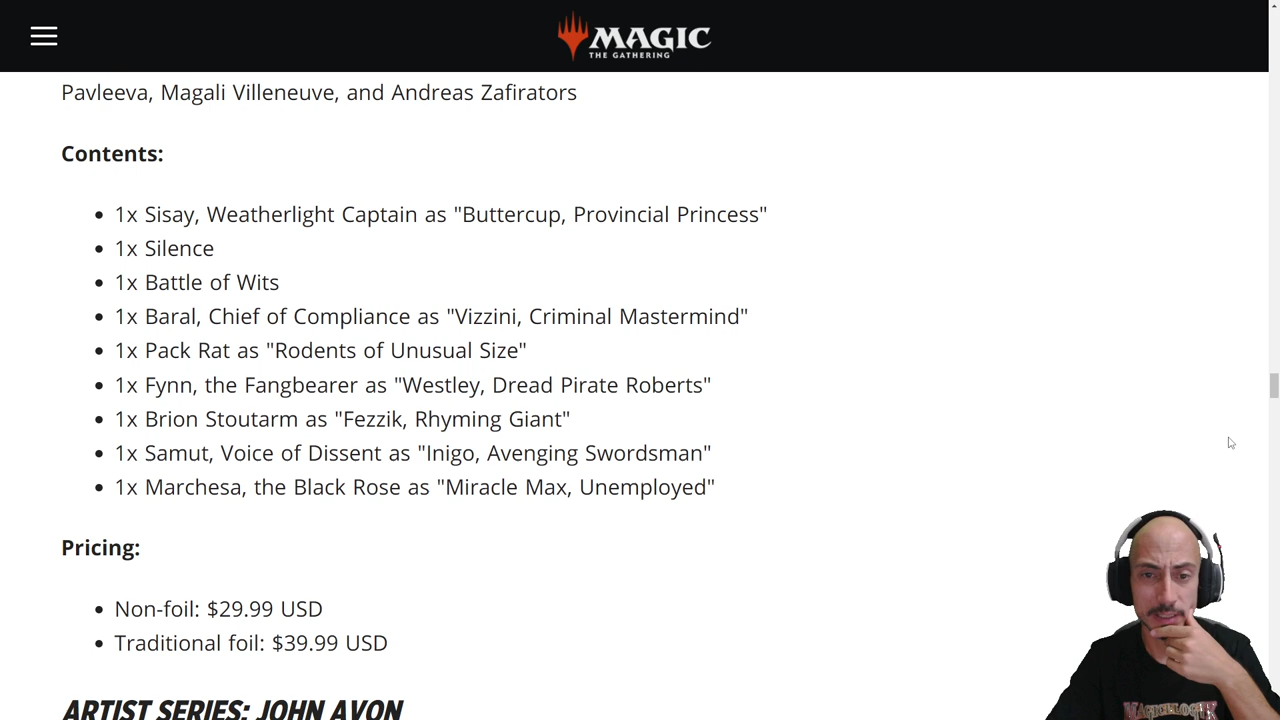 MAGIC
THE GATHERING
Pavleeva, Magali Villeneuve, and Andreas Zafirators
Contents:
1x Sisay, Weatherlight Captain as "Buttercup, Provincial Princess"
1x Silence
1x Battle of Wits
1x Baral, Chief of Compliance as "Vizzini, Criminal Mastermind"
1x Pack Rat as "Rodents of Unusual Size"
1x Fynn, the Fangbearer as "Westley, Dread Pirate Roberts"
1x Brion Stoutarm as "Fezzik, Rhyming Giant"
1x Samut, Voice of Dissent as "Inigo, Avenging Swordsman"
1x Marchesa, the Black Rose as "Miracle Max, Unemployed"
Pricing:
Non-foil: $29.99 USD
Traditional foil: $39.99 USD
ARTIST SERIES: JOHN AVON